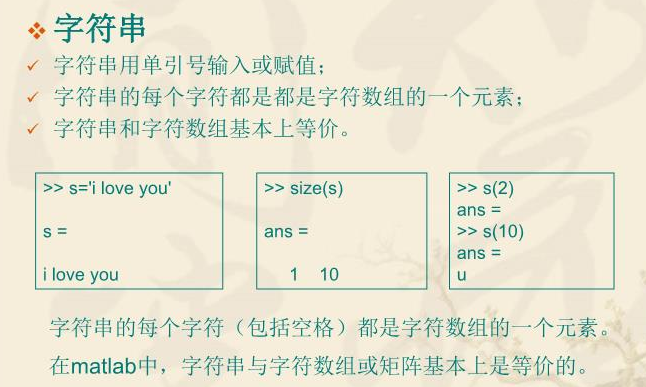 字符串
字符串用单引号输入或赋值;
字符串的每个字符都是都是字符数组的一个元素;
字符串和字符数组基本上等价。
>> s='i love you'
s =
i love you
>> size(s)
ans =
1 10
>> s(2)
ans =
>> s(10)
ans =
u
字符串的每个字符（包括空格）都是字符数组的一个元素。
在matlab中，字符串与字符数组或矩阵基本上是等价的。